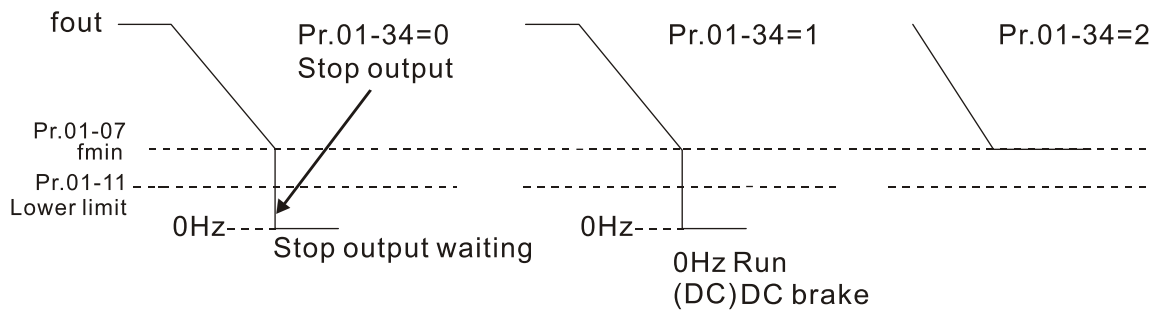 fout
Pr.01-34=0
Stop output
Pr.01-34=1
Pr.01-34=2
Pr.01-07
fmin
Pr.01-11
Lower limit
0Hz
Stop output waiting
0Hz
0Hz Run
(DC)DC brake